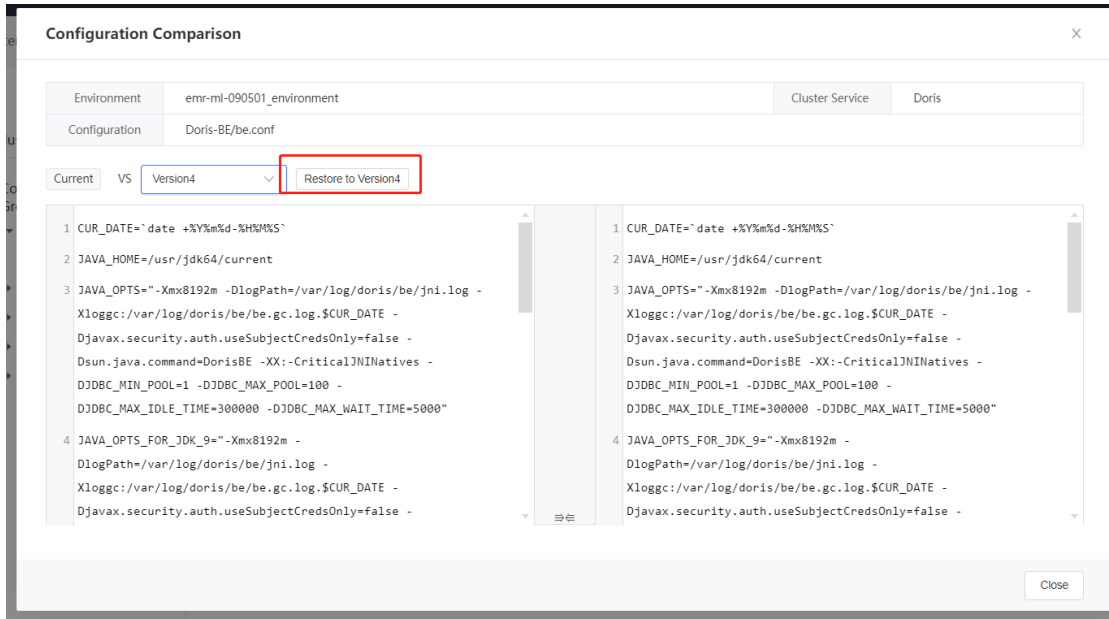 Configuration Comparison
Environment emr-ml-090501_environment Cluster Service Doris
Configuration Doris-BE/be.conf
Current VS Version4 Restore to Version4
1 CUR_DATE=`date +%Y%m%d-%H%M%S`
2 JAVA_HOME=/usr/jdk64/current
3 JAVA_OPTS="-Xmx8192m -DlogPath=/var/log/doris/be/jni.log -
Xloggc:/var/log/doris/be/be.gc.log.$CUR_DATE -
Djavax.security.auth.useSubjectCredsOnly=false -
Dsun.java.command=DorisBE -XX:-CriticalJNINatives -
DJDBC_MIN_POOL=1 -DJDBC_MAX_POOL=100 -
DJDBC_MAX_IDLE_TIME=300000 -DJDBC_MAX_WAIT_TIME=5000"
4 JAVA_OPTS_FOR_JDK_9="-Xmx8192m -
DlogPath=/var/log/doris/be/jni.log -
Xloggc:/var/log/doris/be/be.gc.log.$CUR_DATE -
Djavax.security.auth.useSubjectCredsOnly=false -
1 CUR_DATE=`date +%Y%m%d-%H%M%S`
2 JAVA_HOME=/usr/jdk64/current
3 JAVA_OPTS="-Xmx8192m -DlogPath=/var/log/doris/be/jni.log -
Xloggc:/var/log/doris/be/be.gc.log.$CUR_DATE -
Djavax.security.auth.useSubjectCredsOnly=false -
Dsun.java.command=DorisBE -XX:-CriticalJNINatives -
DJDBC_MIN_POOL=1 -DJDBC_MAX_POOL=100 -
DJDBC_MAX_IDLE_TIME=300000 -DJDBC_MAX_WAIT_TIME=5000"
4 JAVA_OPTS_FOR_JDK_9="-Xmx8192m -
DlogPath=/var/log/doris/be/jni.log -
Xloggc:/var/log/doris/be/be.gc.log.$CUR_DATE -
Djavax.security.auth.useSubjectCredsOnly=false -
Close